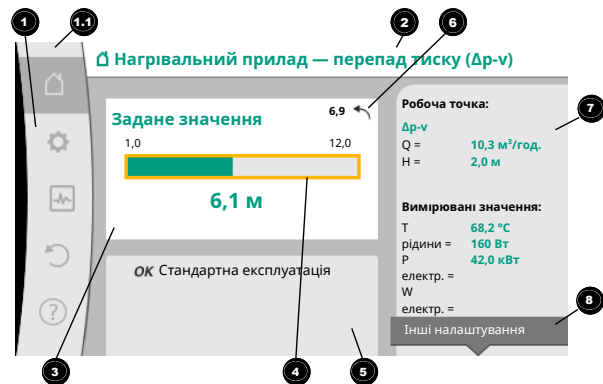 1
1.1
2
6
Нагрівальний прилад — перепад тиску (Δp-v)
6,9
Задане значення
1,0 12,0
6,1 м
OK Стандартна експлуатація
Робоча точка:
Δp-v
Q = 10,3 м³/год.
H = 2,0 м
Вимірювані значення:
T 68,2 °C
рідини = 160 Вт
P 42,0 кВт
електр. =
W
електр. =
Інші налаштування
7
8
3
4
5